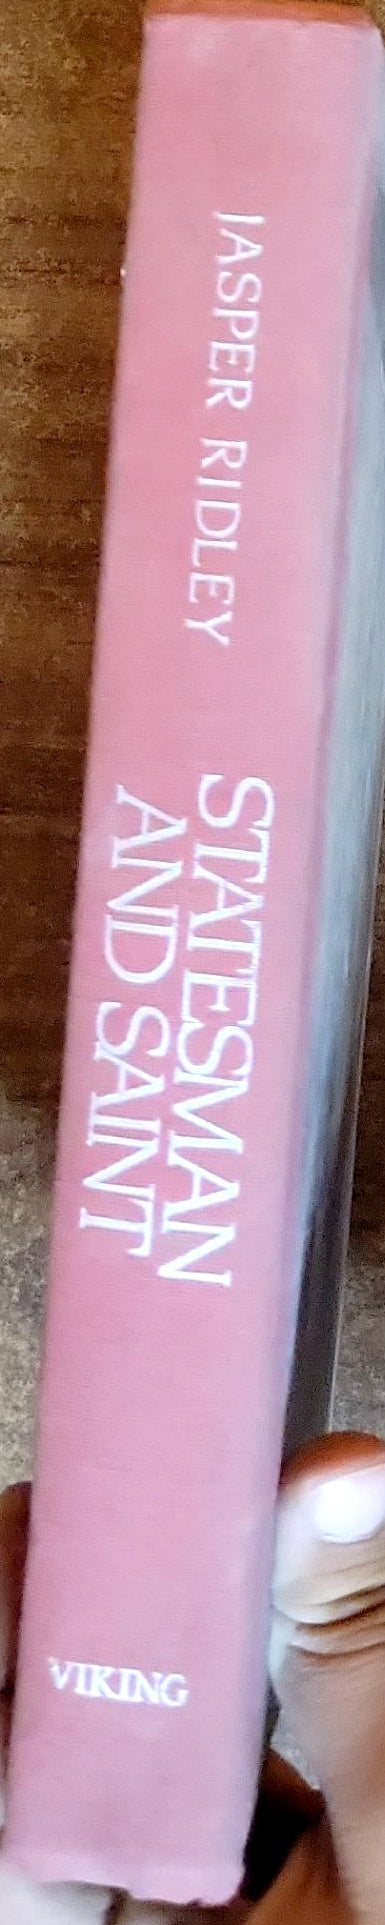 JASPER RIDLEY
STATESMAN
AND SAINT
VIKING